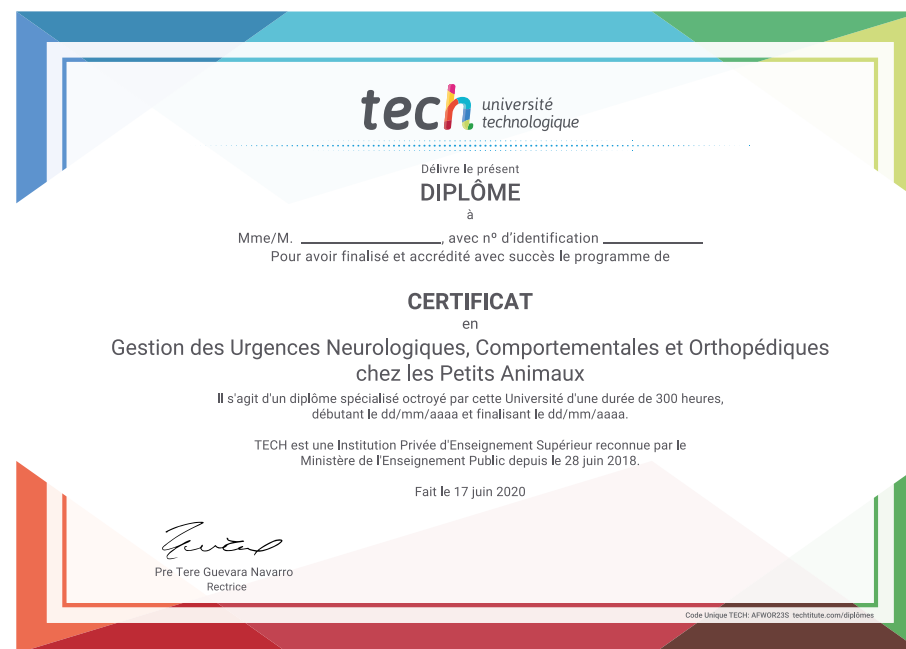 tech université
technologique
Délivre le présent
DIPLÔME
à
Mme/M. ____________________, avec nº d'identification ______________
Pour avoir finalisé et accrédité avec succès le programme de
CERTIFICAT
en
Gestion des Urgences Neurologiques, Comportementales et Orthopédiques
chez les Petits Animaux
Il s'agit d'un diplôme spécialisé octroyé par cette Université d'une durée de 300 heures,
débutant le dd/mm/aaaa et finalisant le dd/mm/aaaa.
TECH est une Institution Privée d'Enseignement Supérieur reconnue par le
Ministère de l'Enseignement Public depuis le 28 juin 2018.
Fait le 17 juin 2020
Pre Tere Guevara Navarro
Rectrice
Code Unique TECH: AFWOR23S techtitute.com/diplômes